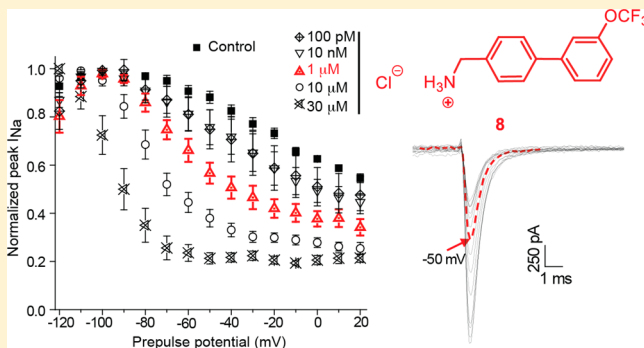 Normalized peak INa
1.0
0.8
0.6
0.4
0.2
0.0
-120 -100 -80 -60 -40 -20 0 20
Prepulse potential (mV)
Control
100 pM
10 nM
1 μM
10 μM
30 μM
OCF3
Cl⊖
H3N
⊕
8
-50 mV
250 pA
1 ms